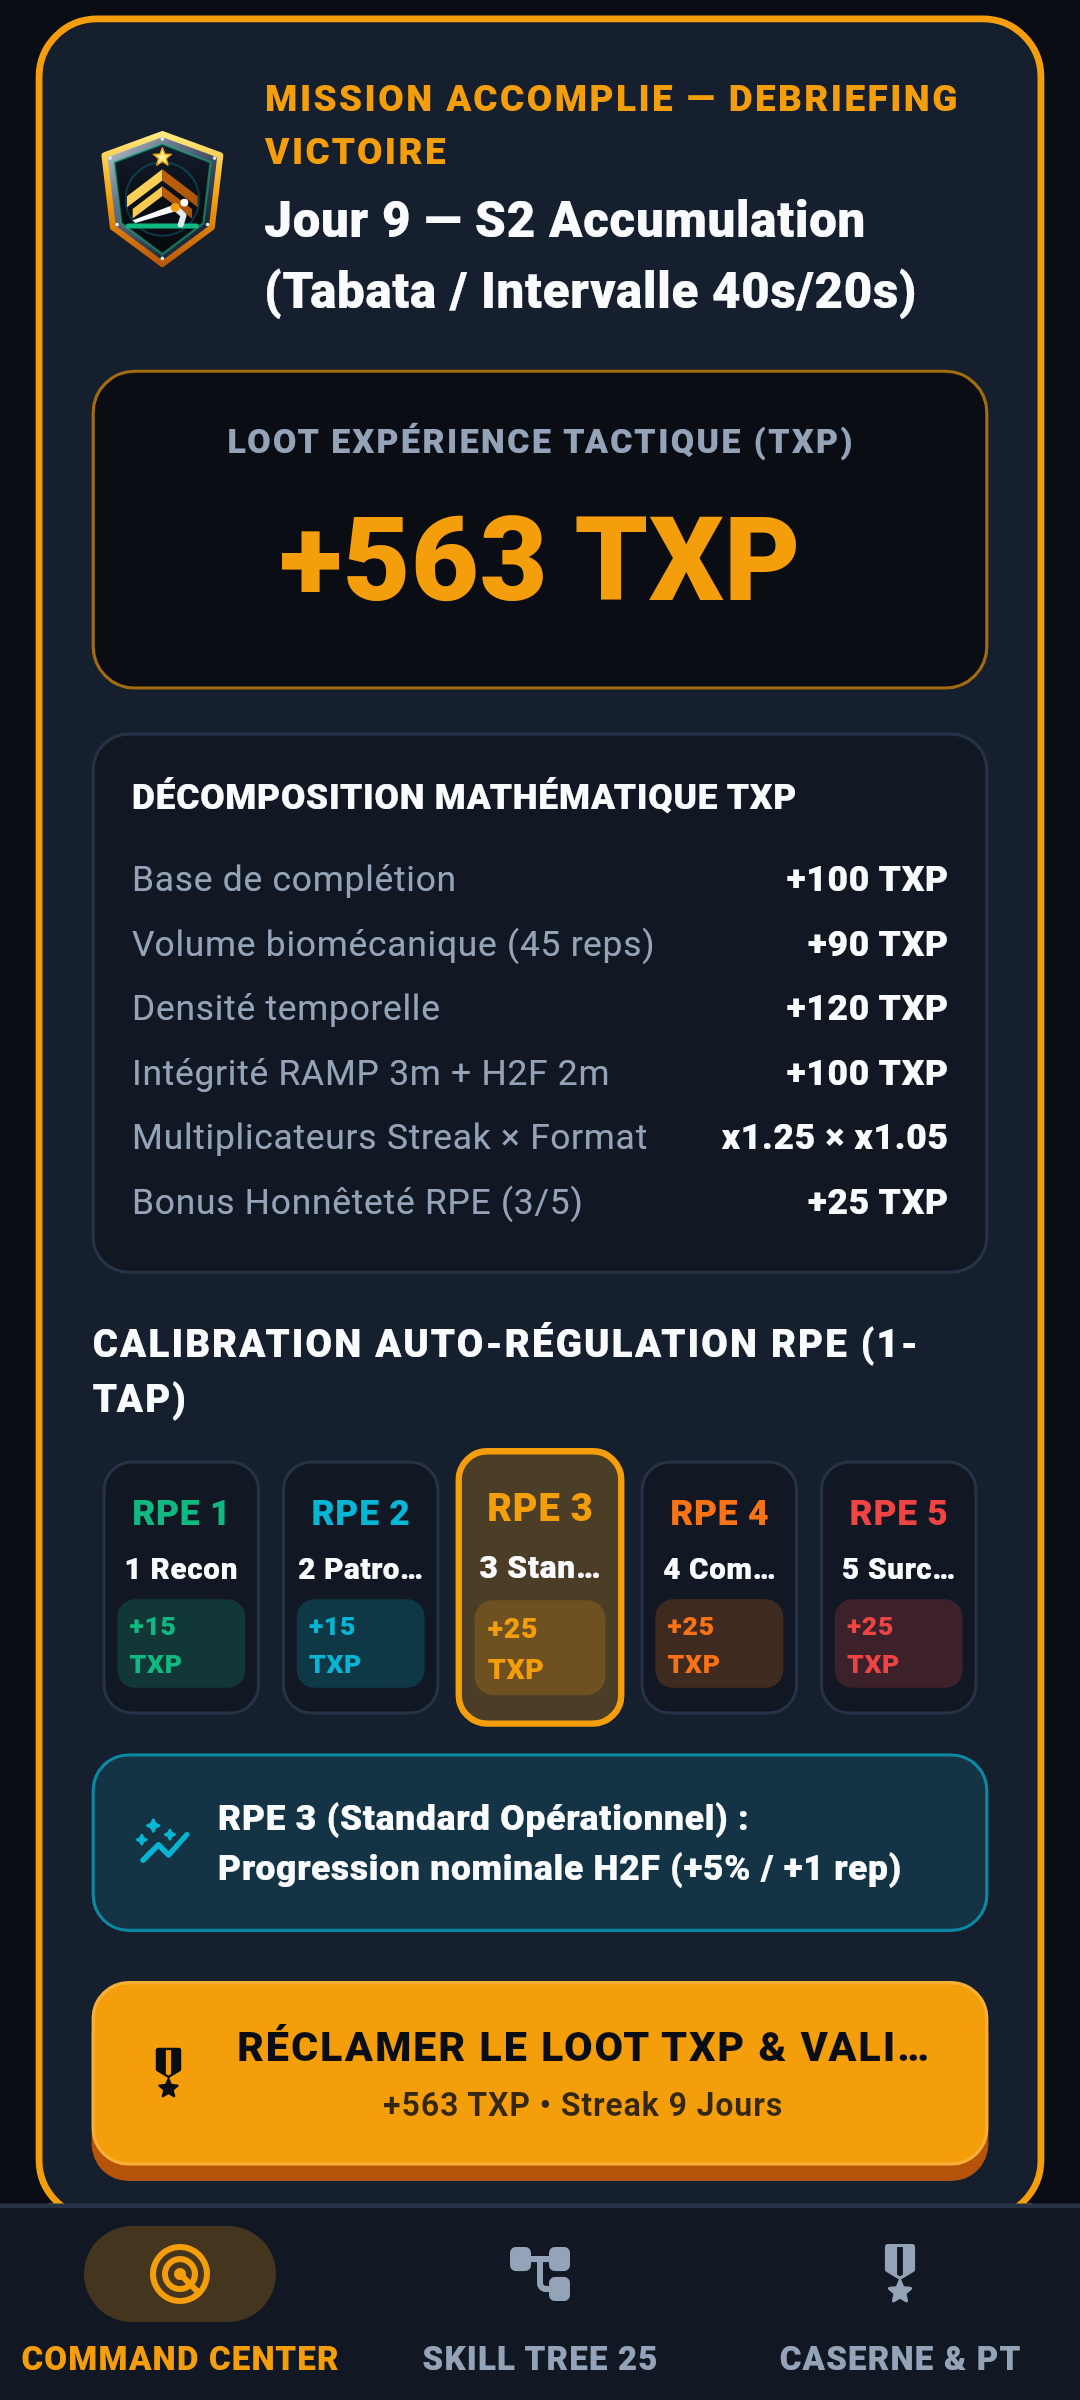 MISSION ACCOMPLIE — DEBRIEFING
VICTOIRE
Jour 9 — S2 Accumulation
(Tabata / Intervalle 40s/20s)
LOOT EXPÉRIENCE TACTIQUE (TXP)
+563 TXP
DÉCOMPOSITION MATHÉMATIQUE TXP
Base de complétion +100 TXP
Volume biomécanique (45 reps) +90 TXP
Densité temporelle +120 TXP
Intégrité RAMP 3m + H2F 2m +100 TXP
Multiplicateurs Streak × Format x1.25 × x1.05
Bonus Honnêteté RPE (3/5) +25 TXP
CALIBRATION AUTO-RÉGULATION RPE (1-
TAP)
RPE 1
1 Recon
+15
TXP
RPE 2
2 Patro…
+15
TXP
RPE 3
3 Stan…
+25
TXP
RPE 4
4 Com…
+25
TXP
RPE 5
5 Surc…
+25
TXP
RPE 3 (Standard Opérationnel) :
Progression nominale H2F (+5% / +1 rep)
RÉCLAMER LE LOOT TXP & VALI…
+563 TXP • Streak 9 Jours
COMMAND CENTER
SKILL TREE 25
CASERNE & PT